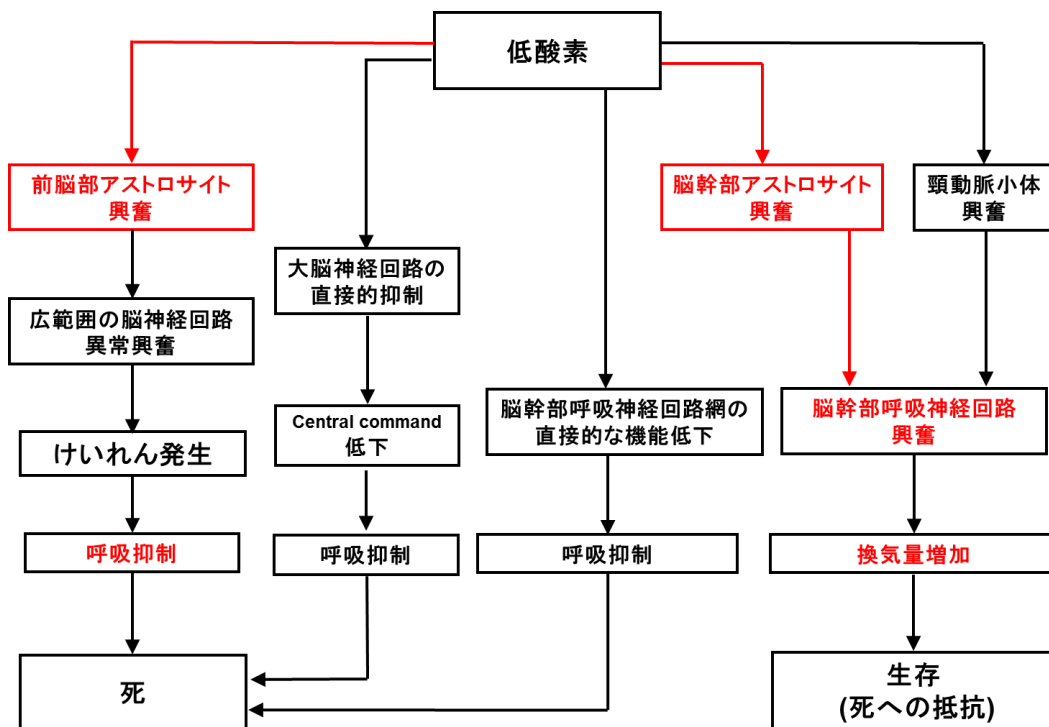 低酸素
前脳部アストロサイト
興奮
脳幹部アストロサイト
興奮
頸動脈小体
興奮
大脳神経回路の
直接的抑制
広範囲の脳神経回路
異常興奮
Central command
低下
脳幹部呼吸神経回路網の
直接的な機能低下
脳幹部呼吸神経回路
興奮
けいれん発生
呼吸抑制
呼吸抑制
呼吸抑制
換気量増加
死
生存
(死への抵抗)